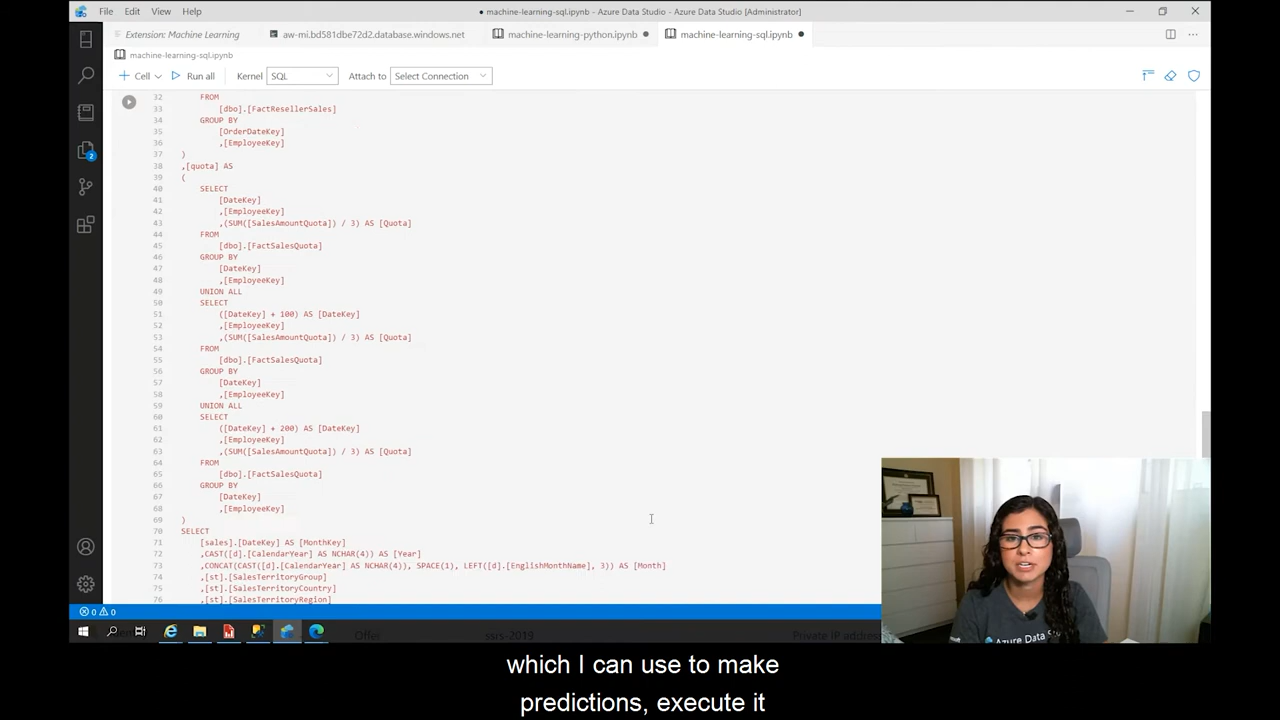 File Edit View Help
● machine-learning-sql.ipynb - Azure Data Studio - Azure Data Studio [Administrator]
Extension: Machine Learning
aw-mi.bd581dbe72d2.database.windows.net
machine-learning-python.ipynb
machine-learning-sql.ipynb
machine-learning-sql.ipynb
Cell Run all Kernel SQL Attach to Select Connection
32 FROM
33 [dbo].[FactResellerSales]
34 GROUP BY
35 [OrderDateKey]
36 ,[EmployeeKey]
37 )
38 ,[quota] AS
39 (
40 SELECT
41 [DateKey]
42 ,[EmployeeKey]
43 ,(SUM([SalesAmountQuota]) / 3) AS [Quota]
44 FROM
45 [dbo].[FactSalesQuota]
46 GROUP BY
47 [DateKey]
48 ,[EmployeeKey]
49 UNION ALL
50 SELECT
51 ([DateKey] + 100) AS [DateKey]
52 ,[EmployeeKey]
53 ,(SUM([SalesAmountQuota]) / 3) AS [Quota]
54 FROM
55 [dbo].[FactSalesQuota]
56 GROUP BY
57 [DateKey]
58 ,[EmployeeKey]
59 UNION ALL
60 SELECT
61 ([DateKey] + 200) AS [DateKey]
62 ,[EmployeeKey]
63 ,(SUM([SalesAmountQuota]) / 3) AS [Quota]
64 FROM
65 [dbo].[FactSalesQuota]
66 GROUP BY
67 [DateKey]
68 ,[EmployeeKey]
69 )
70 SELECT
71 [sales].[DateKey] AS [MonthKey]
72 ,CAST([d].[CalendarYear] AS NCHAR(4)) AS [Year]
73 ,CONCAT(CAST([d].[CalendarYear] AS NCHAR(4)), SPACE(1), LEFT([d].[EnglishMonthName], 3)) AS [Month]
74 ,[st].[SalesTerritoryGroup]
75 ,[st].[SalesTerritoryCountry]
76 ,[st].[SalesTerritoryRegion]
2
0 0
Offer ssrs-2019 Private IP address
Azure Data
which I can use to make
predictions, execute it